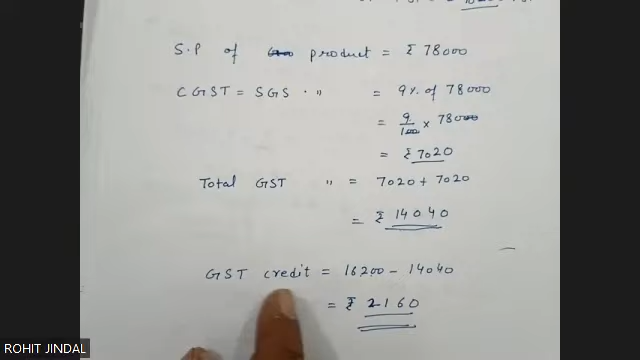 S.P of product = ₹ 78000
CGST = SGS . " = 9% of 78000
= 9/100 x 78000
= ₹ 7020
Total GST " = 7020 + 7020
= ₹ 14040
GST credit = 16200 - 14040
= ₹ 2160
ROHIT JINDAL